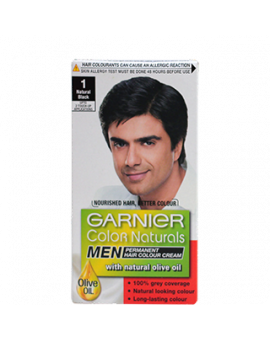 HAIR COLOURANTS CAN CAUSE AN ALLERGIC REACTION
SKIN ALLERGY TEST MUST BE DONE 48 HOURS BEFORE USE
1
Natural
Black
NOURISHED HAIR, BETTER COLOUR
GARNIER
Color Naturals
MEN PERMANENT
HAIR COLOUR CREAM
with natural olive oil
Olive
OIL
• 100% grey coverage
• Natural looking colour
• Long-lasting colour